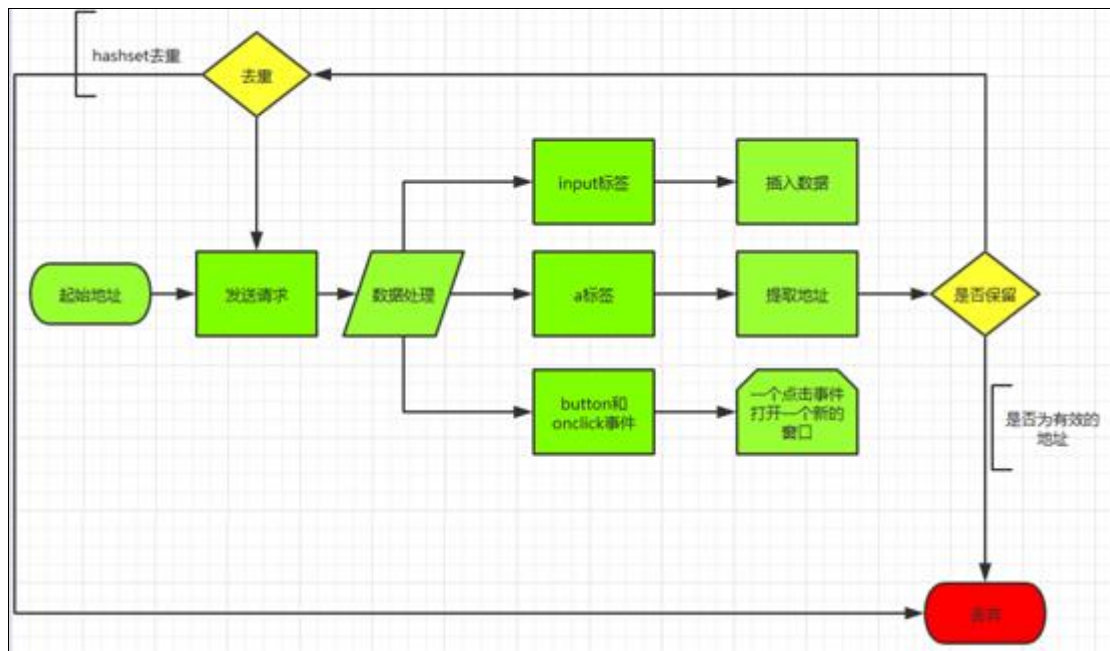 hashset去重
去重
input标签
插入数据
起始地址
发送请求
数据处理
a标签
提取地址
是否保留
button和
onclick事件
一个点击事件
打开一个新的
窗口
是否为有效的
地址
丢弃